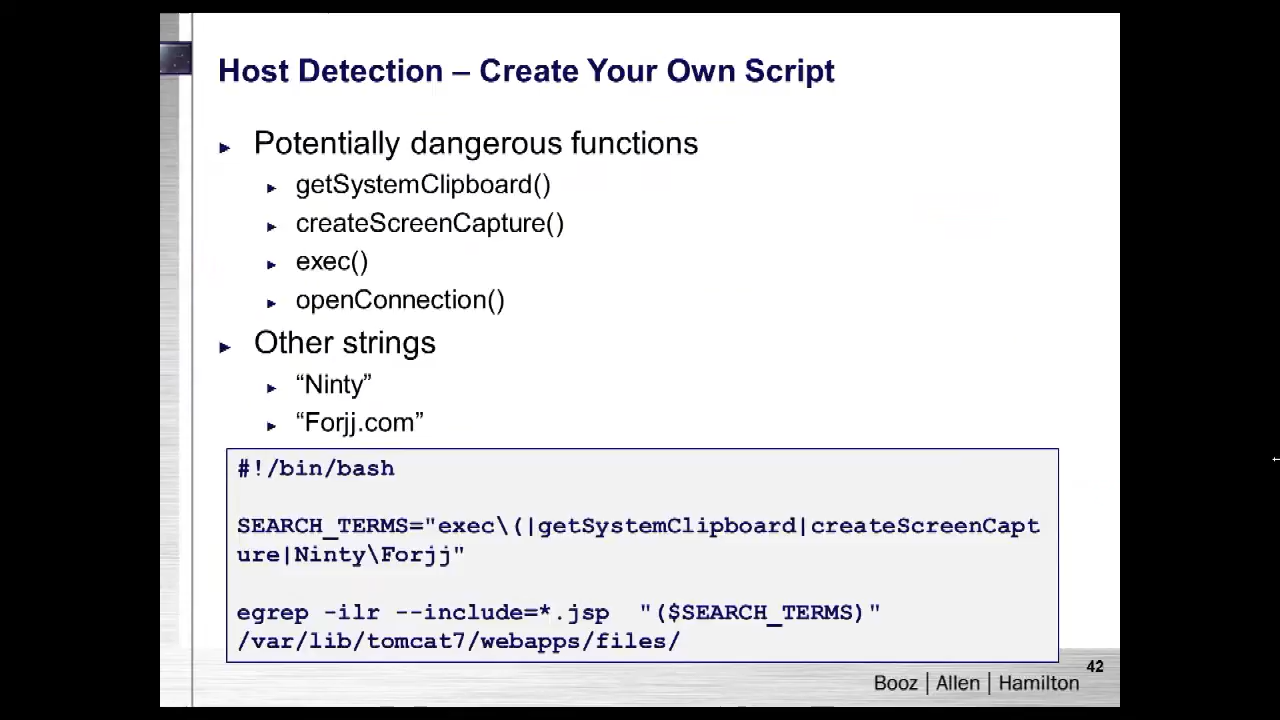 Host Detection – Create Your Own Script
Potentially dangerous functions
getSystemClipboard()
createScreenCapture()
exec()
openConnection()
Other strings
“Ninty”
“Forjj.com”
#!/bin/bash
SEARCH_TERMS="exec\(|getSystemClipboard|createScreenCapt
ure|Ninty\Forjj"
egrep -ilr --include=*.jsp "($SEARCH_TERMS)"
/var/lib/tomcat7/webapps/files/
42
Booz | Allen | Hamilton